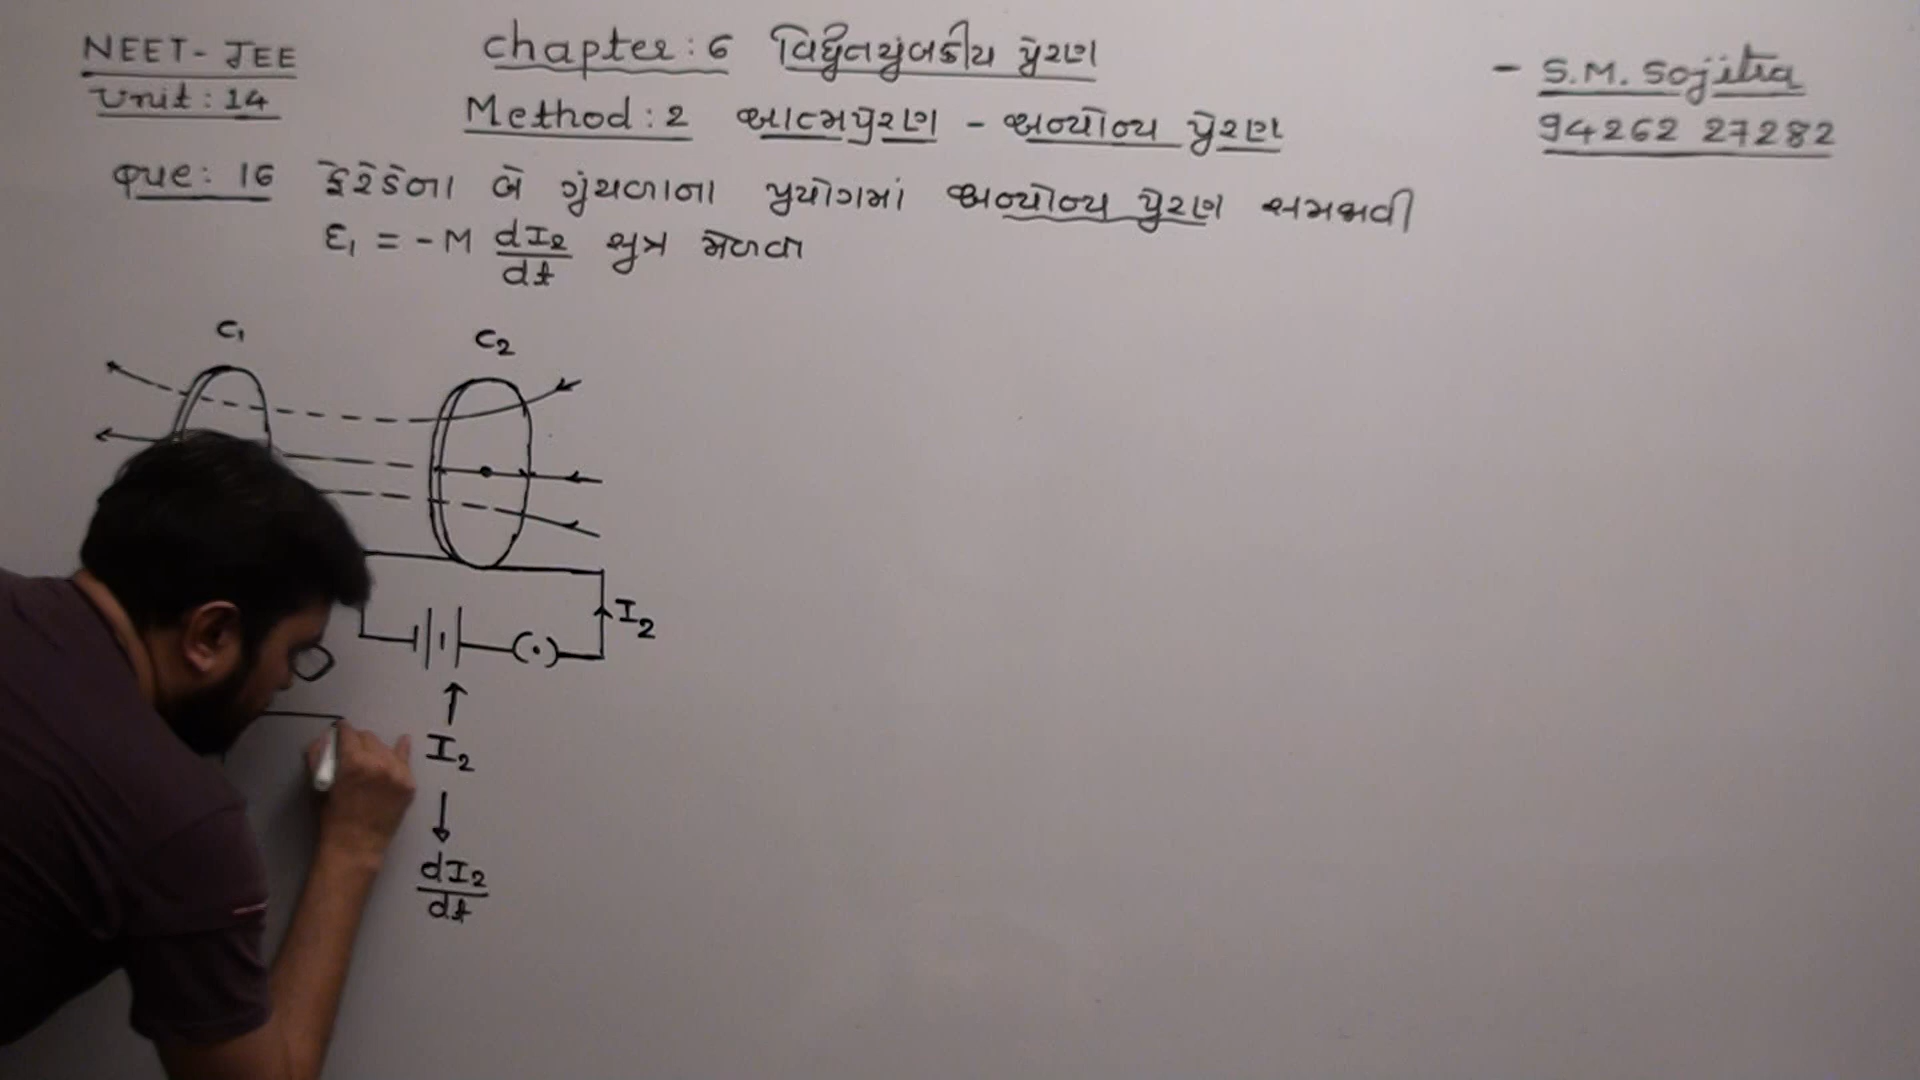 NEET - JEE
Unit : 14
Chapter : 6 વિદ્યુતચુંબકીય પ્રેરણ
Method : 2 આત્મપ્રેરણ - અન્યોન્ય પ્રેરણ
- S.M. Sojitra
94262 27282
que : 16 ફેરેડેના બે ગૂંચળાના પ્રયોગમાં અન્યોન્ય પ્રેરણ સમજાવી
ε₁ = - M dI₂/dt સૂત્ર મેળવો
C₁
C₂
I₂
I₂
dI₂/dt